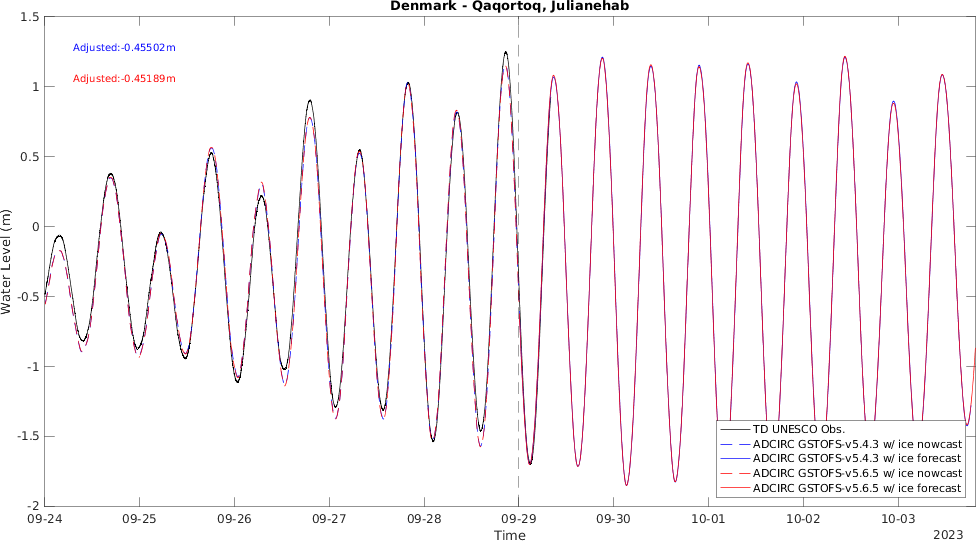 Denmark - Qaqortoq, Julianehab
1.5
1
0.5
0
-0.5
-1
-1.5
-2
Water Level (m)
Adjusted:-0.45502m
Adjusted:-0.45189m
TD UNESCO Obs.
ADCIRC GSTOFS-v5.4.3 w/ ice nowcast
ADCIRC GSTOFS-v5.4.3 w/ ice forecast
ADCIRC GSTOFS-v5.6.5 w/ ice nowcast
ADCIRC GSTOFS-v5.6.5 w/ ice forecast
09-24 09-25 09-26 09-27 09-28 09-29 09-30 10-01 10-02 10-03
Time
2023